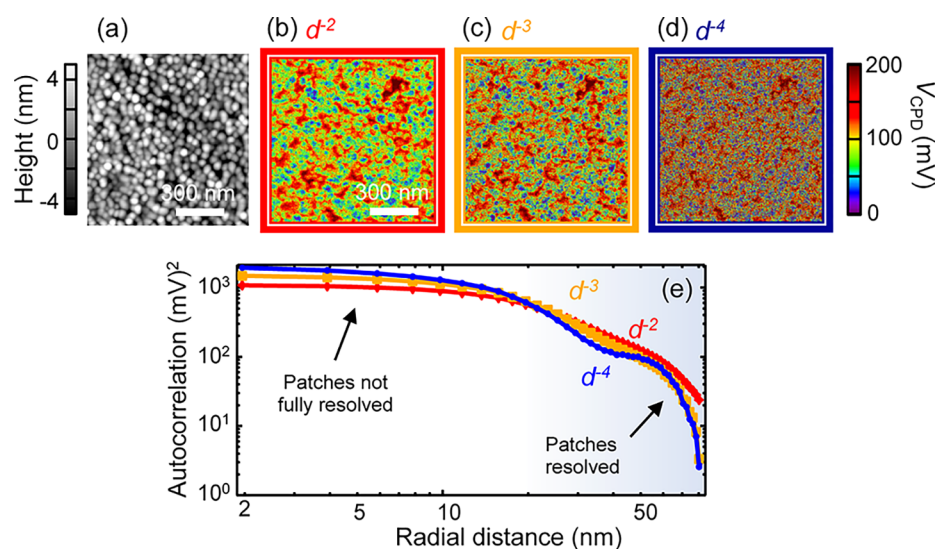 (a)
(b) d-2
(c) d-3
(d) d-4
Height (nm)
4
0
-4
300 nm
300 nm
200
100
0
VCPD (mV)
(e)
Autocorrelation (mV)2
103
102
101
100
d-3
d-2
d-4
Patches not
fully resolved
Patches
resolved
2
5
10
50
Radial distance (nm)